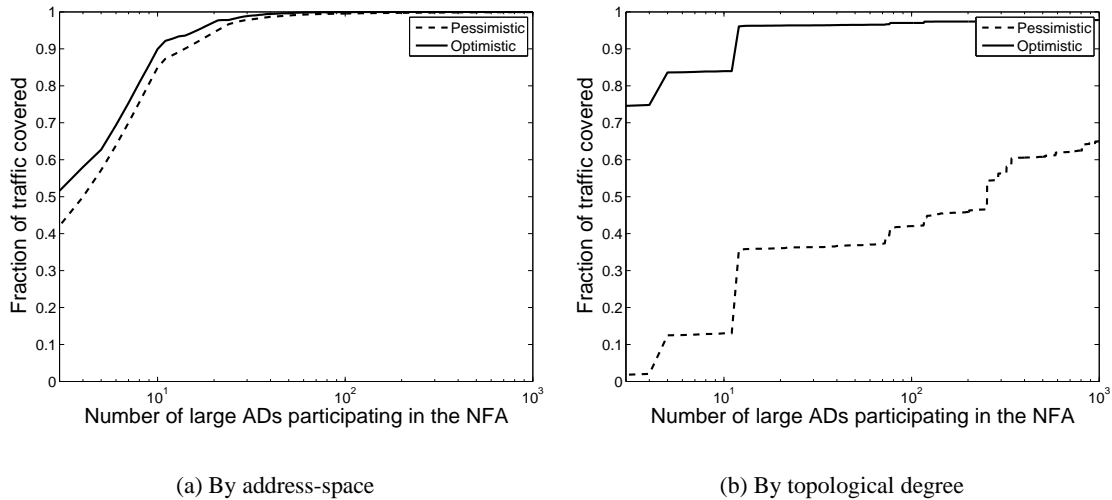 1
0.9
0.8
0.7
0.6
0.5
0.4
0.3
0.2
0.1
0
Fraction of traffic covered
10^1
10^2
10^3
Number of large ADs participating in the NFA
Pessimistic
Optimistic
(a) By address-space
1
0.9
0.8
0.7
0.6
0.5
0.4
0.3
0.2
0.1
0
Fraction of traffic covered
10^1
10^2
10^3
Number of large ADs participating in the NFA
Pessimistic
Optimistic
(b) By topological degree